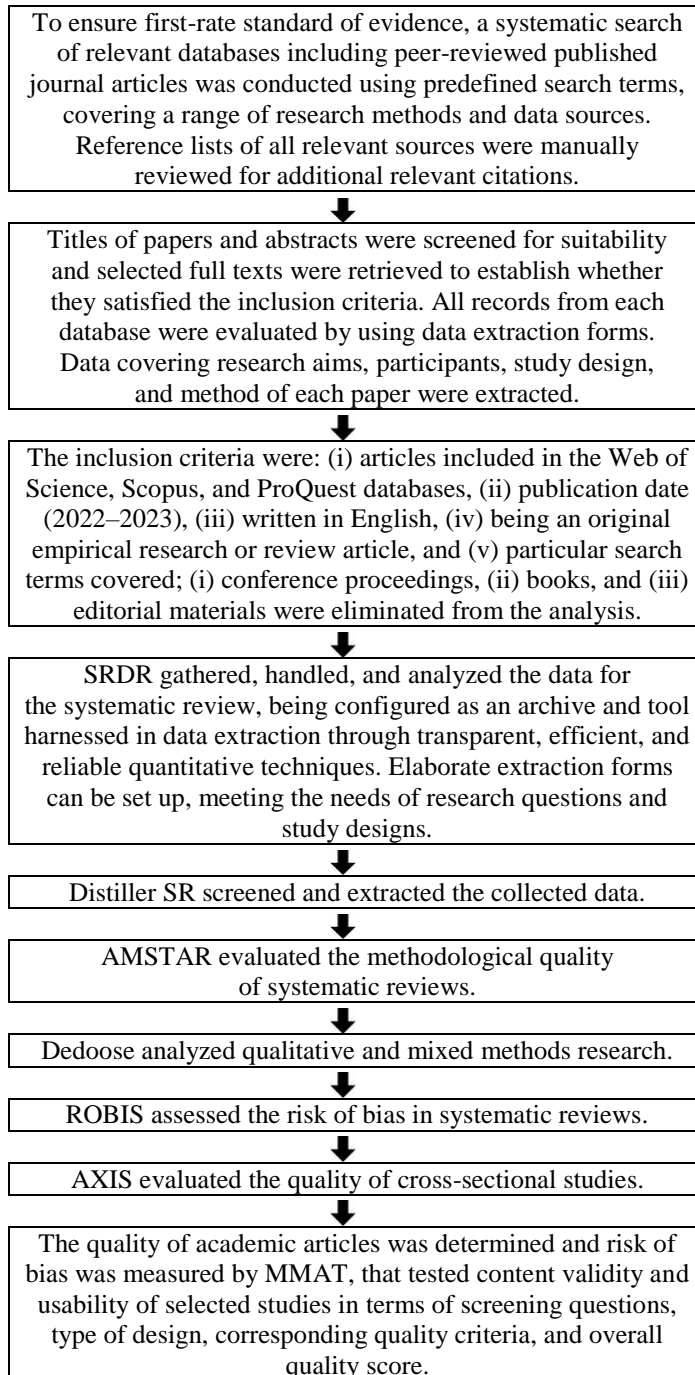 To ensure first-rate standard of evidence, a systematic search
of relevant databases including peer-reviewed published
journal articles was conducted using predefined search terms,
covering a range of research methods and data sources.
Reference lists of all relevant sources were manually
reviewed for additional relevant citations.
Titles of papers and abstracts were screened for suitability
and selected full texts were retrieved to establish whether
they satisfied the inclusion criteria. All records from each
database were evaluated by using data extraction forms.
Data covering research aims, participants, study design,
and method of each paper were extracted.
The inclusion criteria were: (i) articles included in the Web of
Science, Scopus, and ProQuest databases, (ii) publication date
(2022–2023), (iii) written in English, (iv) being an original
empirical research or review article, and (v) particular search
terms covered; (i) conference proceedings, (ii) books, and (iii)
editorial materials were eliminated from the analysis.
SRDR gathered, handled, and analyzed the data for
the systematic review, being configured as an archive and tool
harnessed in data extraction through transparent, efficient, and
reliable quantitative techniques. Elaborate extraction forms
can be set up, meeting the needs of research questions and
study designs.
Distiller SR screened and extracted the collected data.
AMSTAR evaluated the methodological quality
of systematic reviews.
Dedoose analyzed qualitative and mixed methods research.
ROBIS assessed the risk of bias in systematic reviews.
AXIS evaluated the quality of cross-sectional studies.
The quality of academic articles was determined and risk of
bias was measured by MMAT, that tested content validity and
usability of selected studies in terms of screening questions,
type of design, corresponding quality criteria, and overall
quality score.